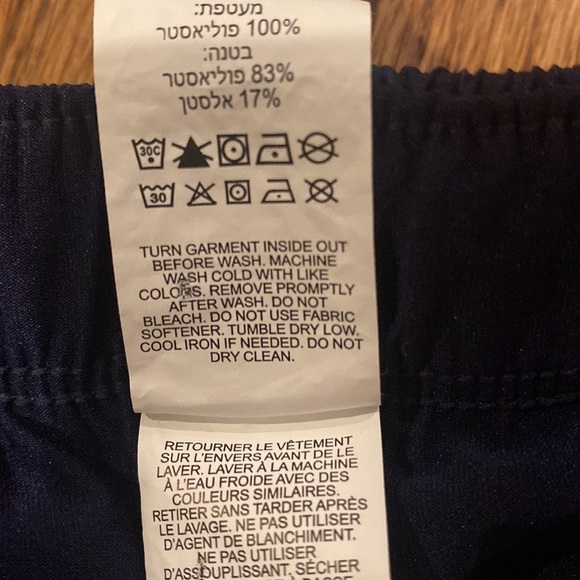 מעטפת:
100% פוליאסטר
בטנה:
83% פוליאסטר
17% אלסטן
30C
30
TURN GARMENT INSIDE OUT
BEFORE WASH. MACHINE
WASH COLD WITH LIKE
COLORS. REMOVE PROMPTLY
AFTER WASH. DO NOT
BLEACH. DO NOT USE FABRIC
SOFTENER. TUMBLE DRY LOW.
COOL IRON IF NEEDED. DO NOT
DRY CLEAN.
RETOURNER LE VÊTEMENT
SUR L'ENVERS AVANT DE LE
LAVER. LAVER À LA MACHINE
À L'EAU FROIDE AVEC DES
COULEURS SIMILAIRES.
RETIRER SANS TARDER APRÈS
LE LAVAGE. NE PAS UTILISER
D'AGENT DE BLANCHIMENT.
NE PAS UTILISER
D'ASSOUPLISSANT. SÉCHER